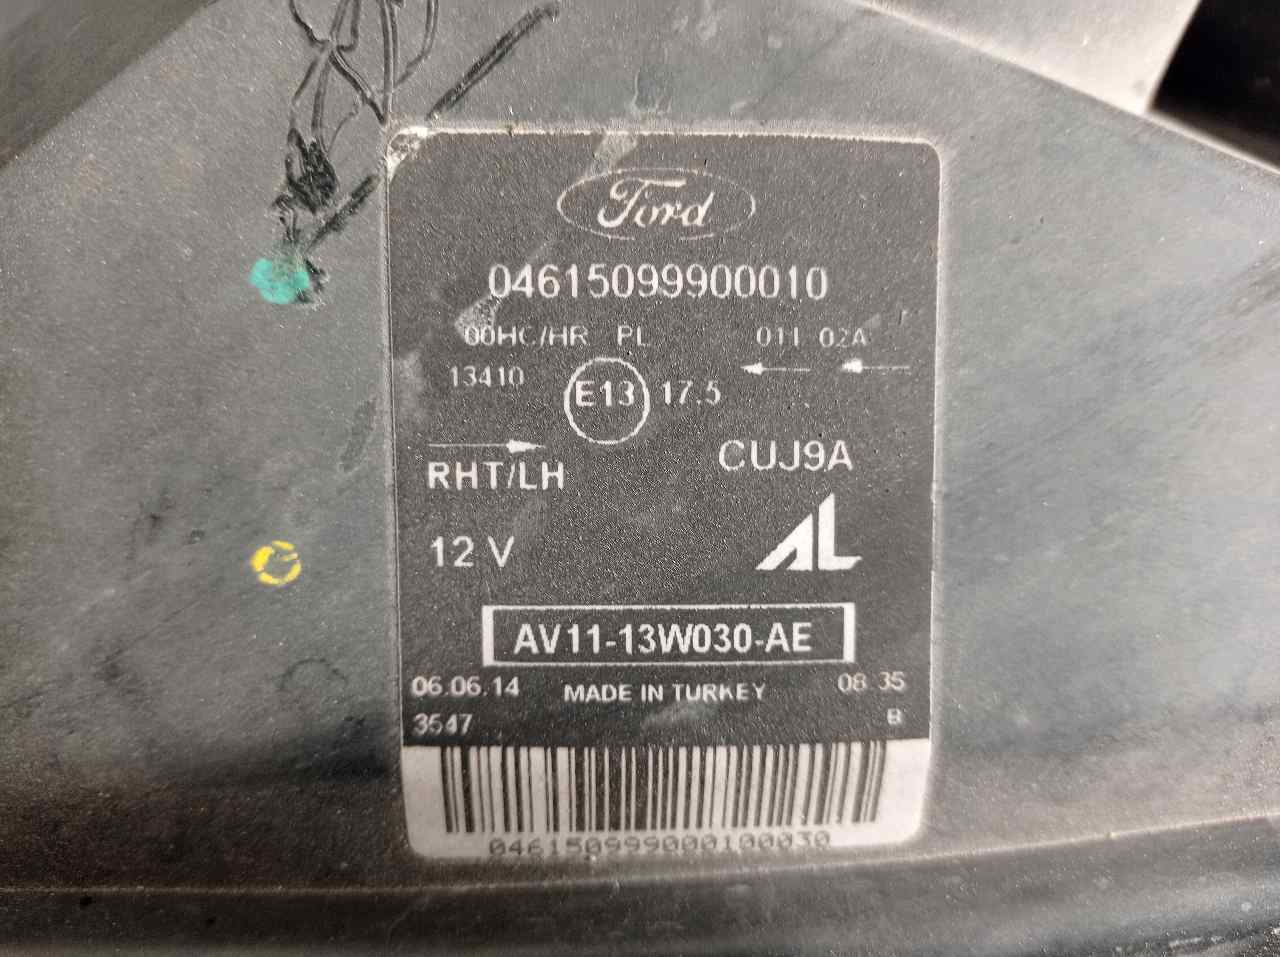 Ford
04615099900010
00HC/HR PL 011 02A
13410 E13 17.5
RHT/LH CUJ9A
12 V AL
AV11-13W030-AE
06.06.14 MADE IN TURKEY 08 35
3547 B
046150999000100030